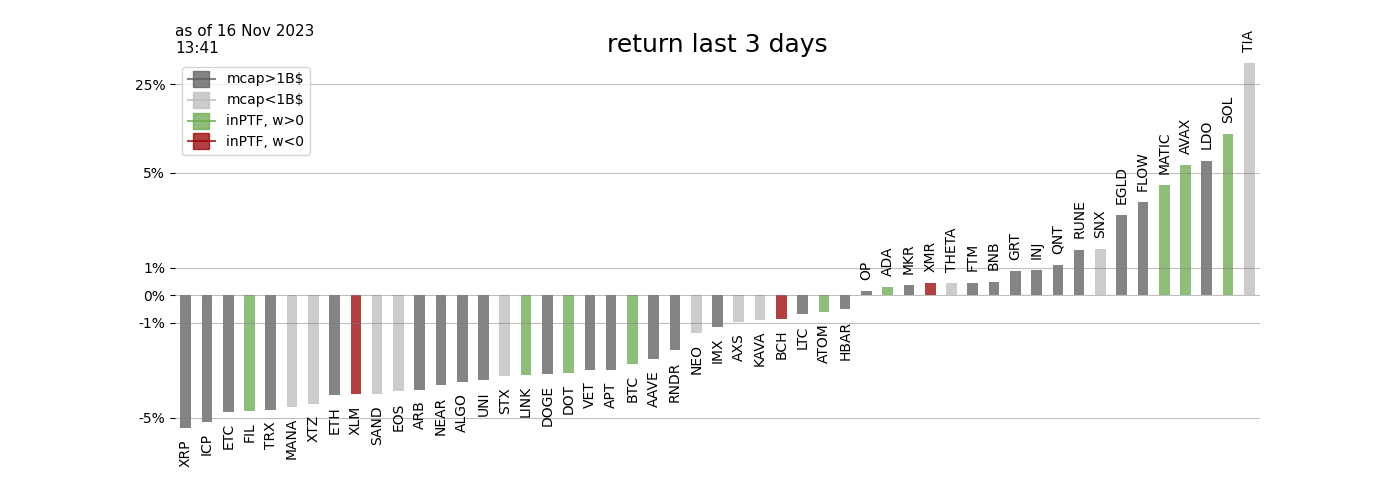 as of 16 Nov 2023
13:41
return last 3 days
mcap>1B$
mcap<1B$
inPTF, w>0
inPTF, w<0
25%
5%
1%
0%
-1%
-5%
XRP
ICP
ETC
FIL
TRX
MANA
XTZ
ETH
XLM
SAND
EOS
ARB
NEAR
ALGO
UNI
STX
LINK
DOGE
DOT
VET
APT
BTC
AAVE
RNDR
NEO
IMX
AXS
KAVA
BCH
LTC
ATOM
HBAR
OP
ADA
MKR
XMR
THETA
FTM
BNB
GRT
INJ
QNT
RUNE
SNX
EGLD
FLOW
MATIC
AVAX
LDO
SOL
TIA